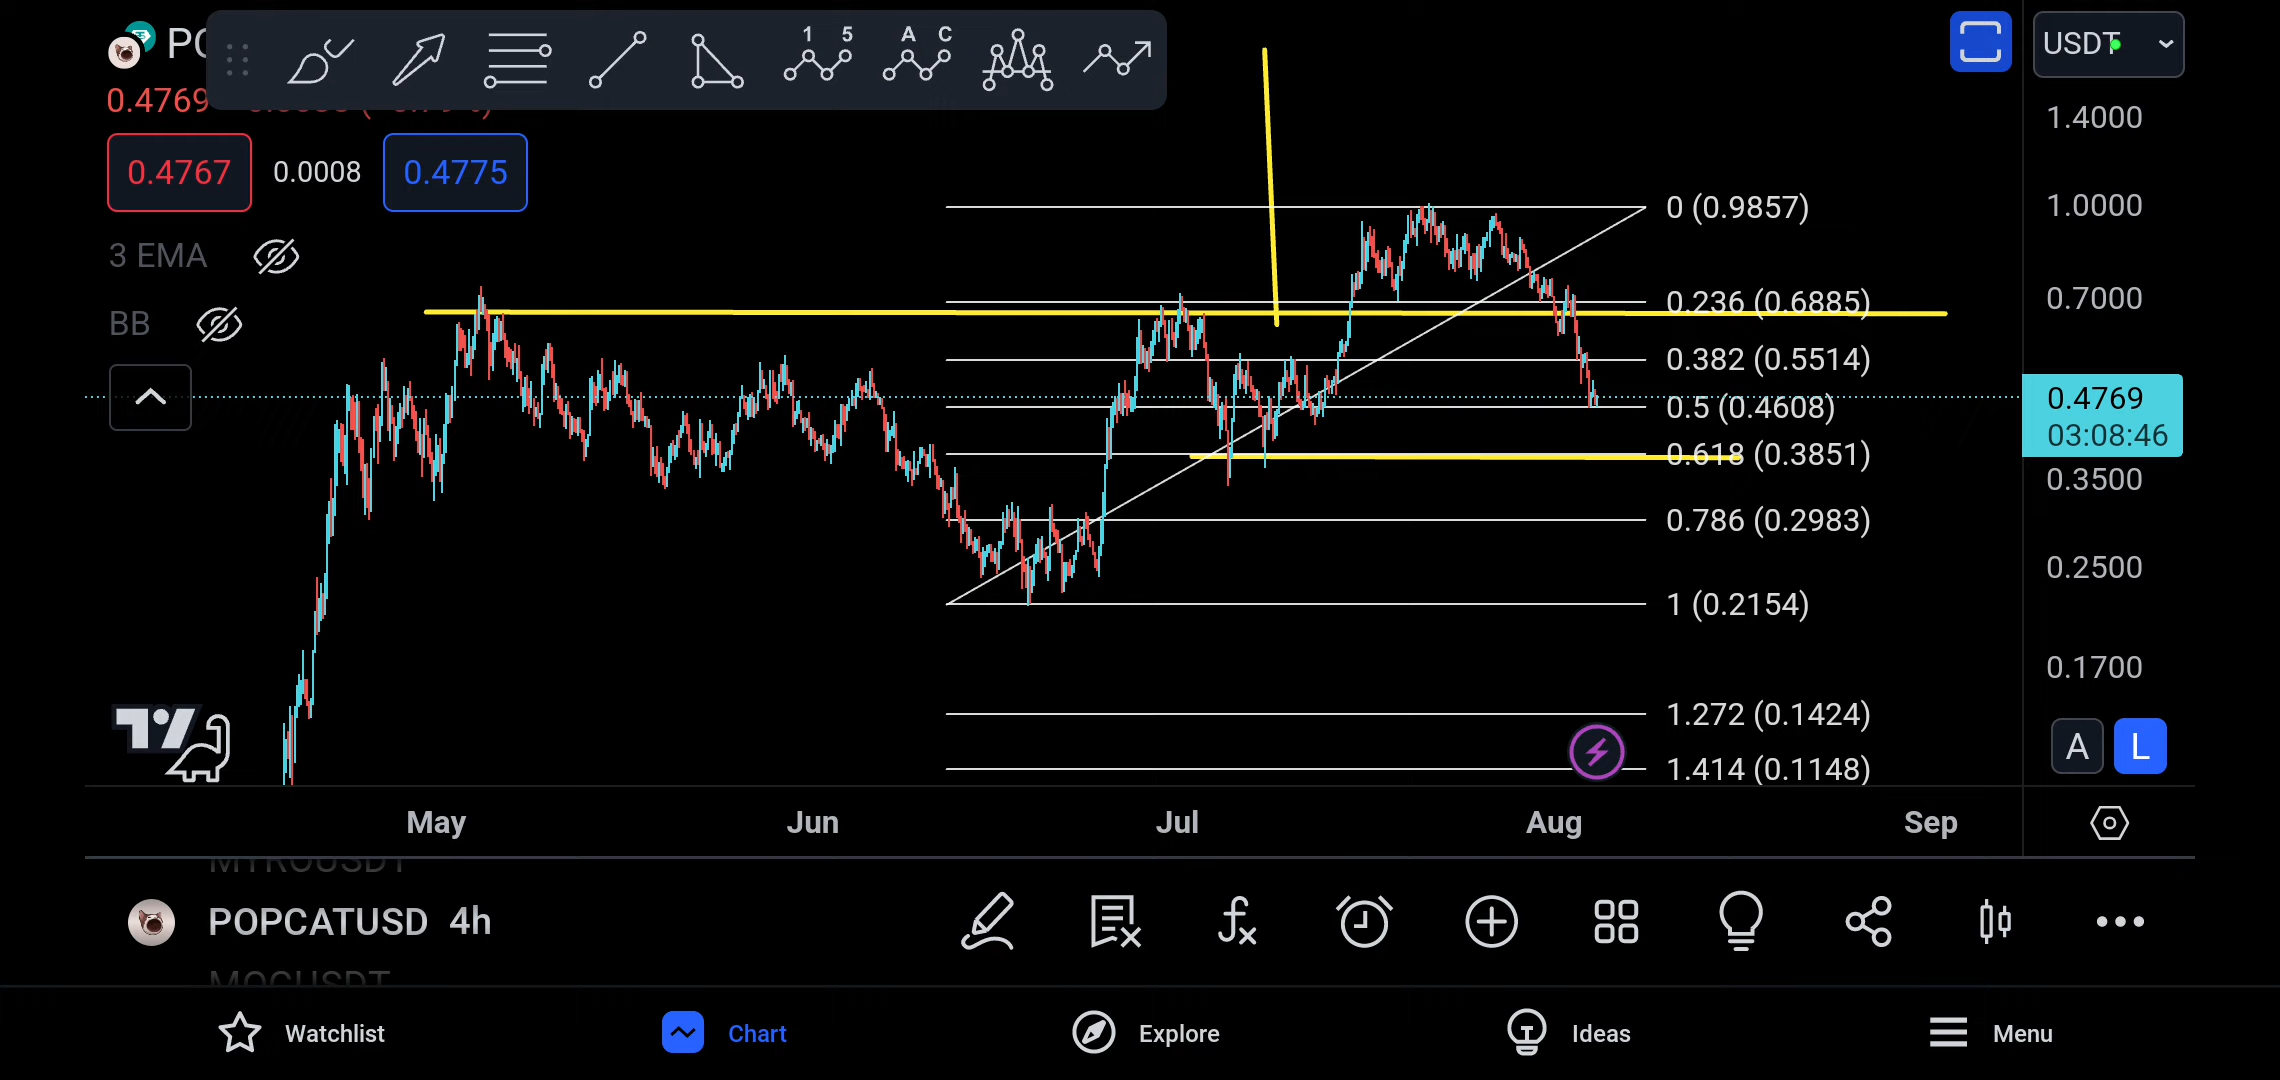 PO
1 5
A C
USDT
0.4769
0.4767 0.0008 0.4775
3 EMA
BB
1.4000
1.0000
0.7000
0.4769
03:08:46
0.3500
0.2500
0.1700
0 (0.9857)
0.236 (0.6885)
0.382 (0.5514)
0.5 (0.4608)
0.618 (0.3851)
0.786 (0.2983)
1 (0.2154)
1.272 (0.1424)
1.414 (0.1148)
A L
May Jun Jul Aug Sep
MYROUSDT
POPCATUSD 4h
MOGUSDT
Watchlist Chart Explore Ideas Menu